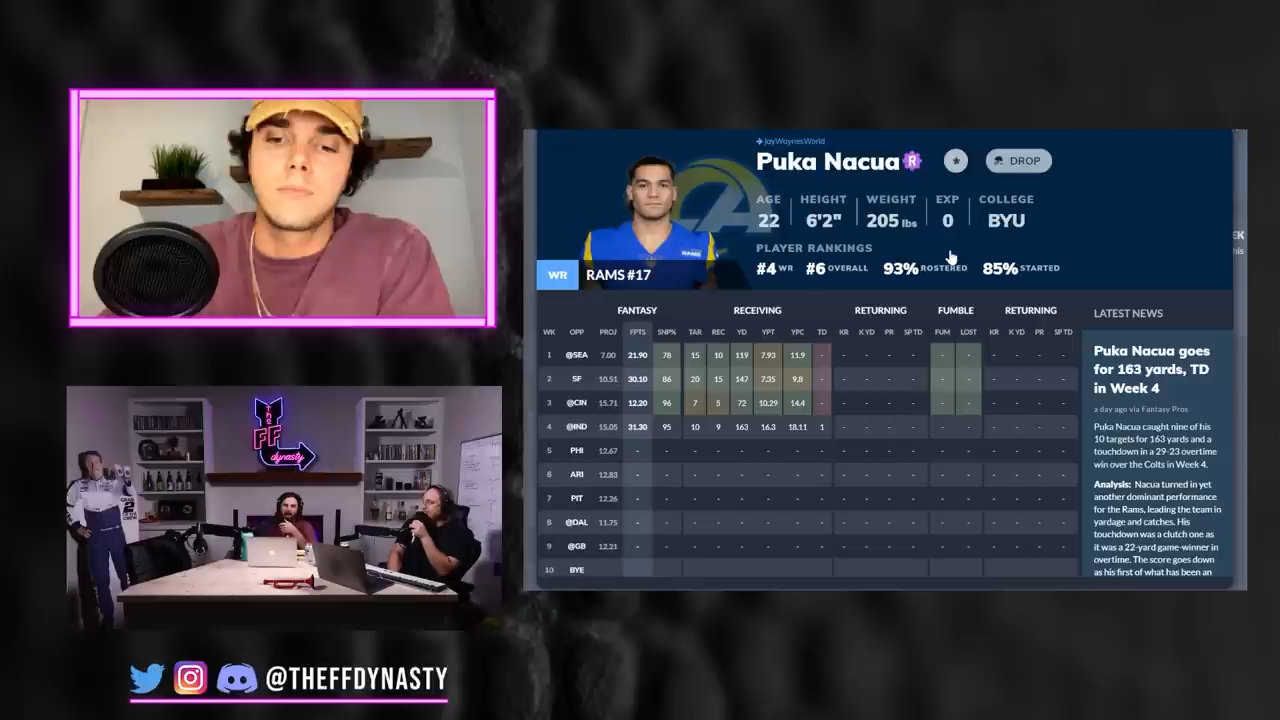 JayWaynesWorld
Puka Nacua R
DROP
AGE HEIGHT WEIGHT EXP COLLEGE
22 6'2" 205 lbs 0 BYU
PLAYER RANKINGS
#4 WR #6 OVERALL 93% ROSTERED 85% STARTED
WR RAMS #17
FANTASY RECEIVING RETURNING FUMBLE RETURNING
WK OPP PROJ FPTS SNP% TAR REC YD YPT YPC TD KR K YD PR SP TD FUM LOST KR K YD PR SP TD
1 @SEA 7.00 21.90 78 15 10 119 7.93 11.9 - - - - - - - - - - -
2 SF 10.51 30.10 86 20 15 147 7.35 9.8 - - - - - - - - - - -
3 @CIN 15.71 12.20 96 7 5 72 10.29 14.4 - - - - - - - - - - -
4 @IND 15.05 31.30 95 10 9 163 16.3 18.11 1 - - - - - - - - - -
5 PHI 12.67 - - - - - - - - - - - - - - - - - -
6 ARI 12.83 - - - - - - - - - - - - - - - - - -
7 PIT 12.26 - - - - - - - - - - - - - - - - - -
8 @DAL 11.75 - - - - - - - - - - - - - - - - - -
9 @GB 12.21 - - - - - - - - - - - - - - - - - -
10 BYE
LATEST NEWS
Puka Nacua goes
for 163 yards, TD
in Week 4
a day ago via Fantasy Pros
Puka Nacua caught nine of his
10 targets for 163 yards and a
touchdown in a 29-23 overtime
win over the Colts in Week 4.
Analysis: Nacua turned in yet
another dominant performance
for the Rams, leading the team in
yardage and catches. His
touchdown was a clutch one as
it was a 22-yard game-winner in
overtime. The score goes down
as his first of what has been an
EK
his
the
FF
dynasty
@THEFFDYNASTY